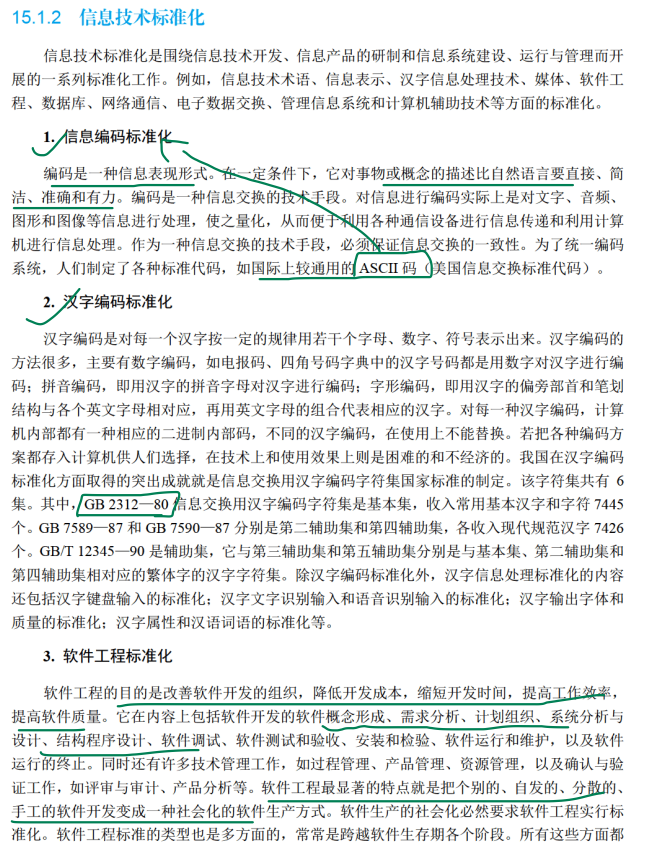 15.1.2 信息技术标准化
信息技术标准化是围绕信息技术开发、信息产品的研制和信息系统建设、运行与管理而开
展的一系列标准化工作。例如，信息技术术语、信息表示、汉字信息处理技术、媒体、软件工
程、数据库、网络通信、电子数据交换、管理信息系统和计算机辅助技术等方面的标准化。
1. 信息编码标准化
编码是一种信息表现形式。在一定条件下，它对事物或概念的描述比自然语言要直接、简
洁、准确和有力。编码是一种信息交换的技术手段。对信息进行编码实际上是对文字、音频、
图形和图像等信息进行处理，使之量化，从而便于利用各种通信设备进行信息传递和利用计算
机进行信息处理。作为一种信息交换的技术手段，必须保证信息交换的一致性。为了统一编码
系统，人们制定了各种标准代码，如国际上较通用的 ASCII 码（美国信息交换标准代码）。
2. 汉字编码标准化
汉字编码是对每一个汉字按一定的规律用若干个字母、数字、符号表示出来。汉字编码的
方法很多，主要有数字编码，如电报码、四角号码字典中的汉字号码都是用数字对汉字进行编
码；拼音编码，即用汉字的拼音字母对汉字进行编码；字形编码，即用汉字的偏旁部首和笔划
结构与各个英文字母相对应，再用英文字母的组合代表相应的汉字。对每一种汉字编码，计算
机内部都有一种相应的二进制内部码，不同的汉字编码，在使用上不能替换。若把各种编码方
案都存入计算机供人们选择，在技术上和使用效果上则是困难的和不经济的。我国在汉字编码
标准化方面取得的突出成就就是信息交换用汉字编码字符集国家标准的制定。该字符集共有 6
集。其中，GB 2312—80 信息交换用汉字编码字符集是基本集，收入常用基本汉字和字符 7445
个。GB 7589—87 和 GB 7590—87 分别是第二辅助集和第四辅助集，各收入现代规范汉字 7426
个。GB/T 12345—90 是辅助集，它与第三辅助集和第五辅助集分别是与基本集、第二辅助集和
第四辅助集相对应的繁体字的汉字字符集。除汉字编码标准化外，汉字信息处理标准化的内容
还包括汉字键盘输入的标准化；汉字文字识别输入和语音识别输入的标准化；汉字输出字体和
质量的标准化；汉字属性和汉语词语的标准化等。
3. 软件工程标准化
软件工程的目的是改善软件开发的组织，降低开发成本，缩短开发时间，提高工作效率，
提高软件质量。它在内容上包括软件开发的软件概念形成、需求分析、计划组织、系统分析与
设计、结构程序设计、软件调试、软件测试和验收、安装和检验、软件运行和维护，以及软件
运行的终止。同时还有许多技术管理工作，如过程管理、产品管理、资源管理，以及确认与验
证工作，如评审与审计、产品分析等。软件工程最显著的特点就是把个别的、自发的、分散的、
手工的软件开发变成一种社会化的软件生产方式。软件生产的社会化必然要求软件工程实行标
准化。软件工程标准的类型也是多方面的，常常是跨越软件生存期各个阶段。所有这些方面都